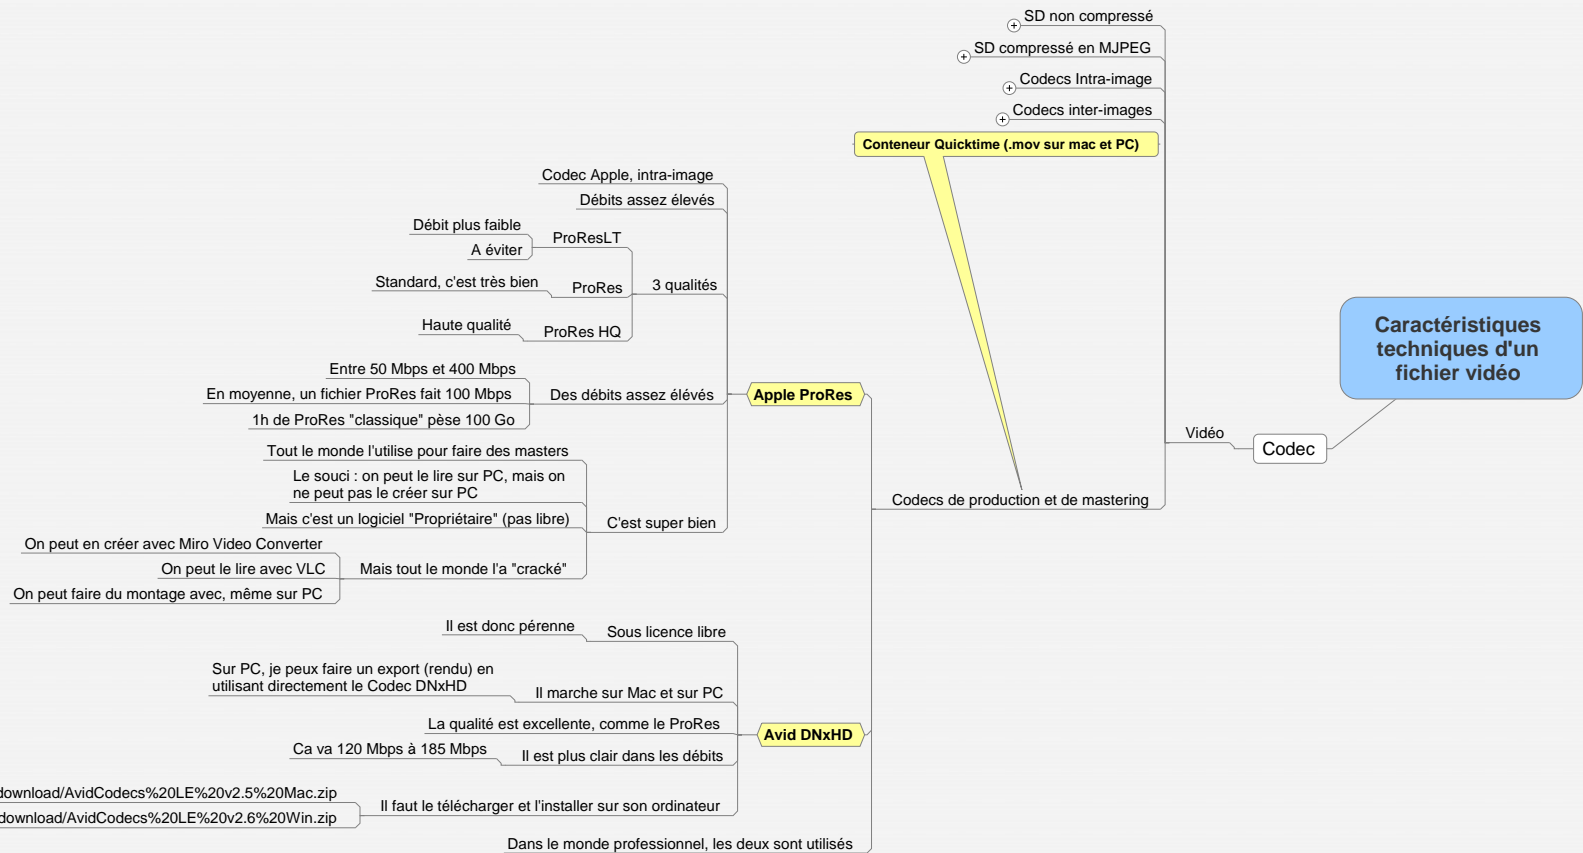 SD non compressé
SD compressé en MJPEG
Codecs Intra-image
Codecs inter-images
Conteneur Quicktime (.mov sur mac et PC)
Codec Apple, intra-image
Débits assez élevés
Débit plus faible
A éviter
ProResLT
Standard, c'est très bien
ProRes
3 qualités
Haute qualité
ProRes HQ
Entre 50 Mbps et 400 Mbps
En moyenne, un fichier ProRes fait 100 Mbps
1h de ProRes "classique" pèse 100 Go
Des débits assez élévés
Apple ProRes
Tout le monde l'utilise pour faire des masters
Le souci : on peut le lire sur PC, mais on
ne peut pas le créer sur PC
Mais c'est un logiciel "Propriétaire" (pas libre)
C'est super bien
On peut en créer avec Miro Video Converter
On peut le lire avec VLC
On peut faire du montage avec, même sur PC
Mais tout le monde l'a "cracké"
Il est donc pérenne
Sous licence libre
Sur PC, je peux faire un export (rendu) en
utilisant directement le Codec DNxHD
Il marche sur Mac et sur PC
La qualité est excellente, comme le ProRes
Avid DNxHD
Ca va 120 Mbps à 185 Mbps
Il est plus clair dans les débits
download/AvidCodecs%20LE%20v2.5%20Mac.zip
download/AvidCodecs%20LE%20v2.6%20Win.zip
Il faut le télécharger et l'installer sur son ordinateur
Dans le monde professionnel, les deux sont utilisés
Codecs de production et de mastering
Vidéo
Codec
Caractéristiques
techniques d'un
fichier vidéo